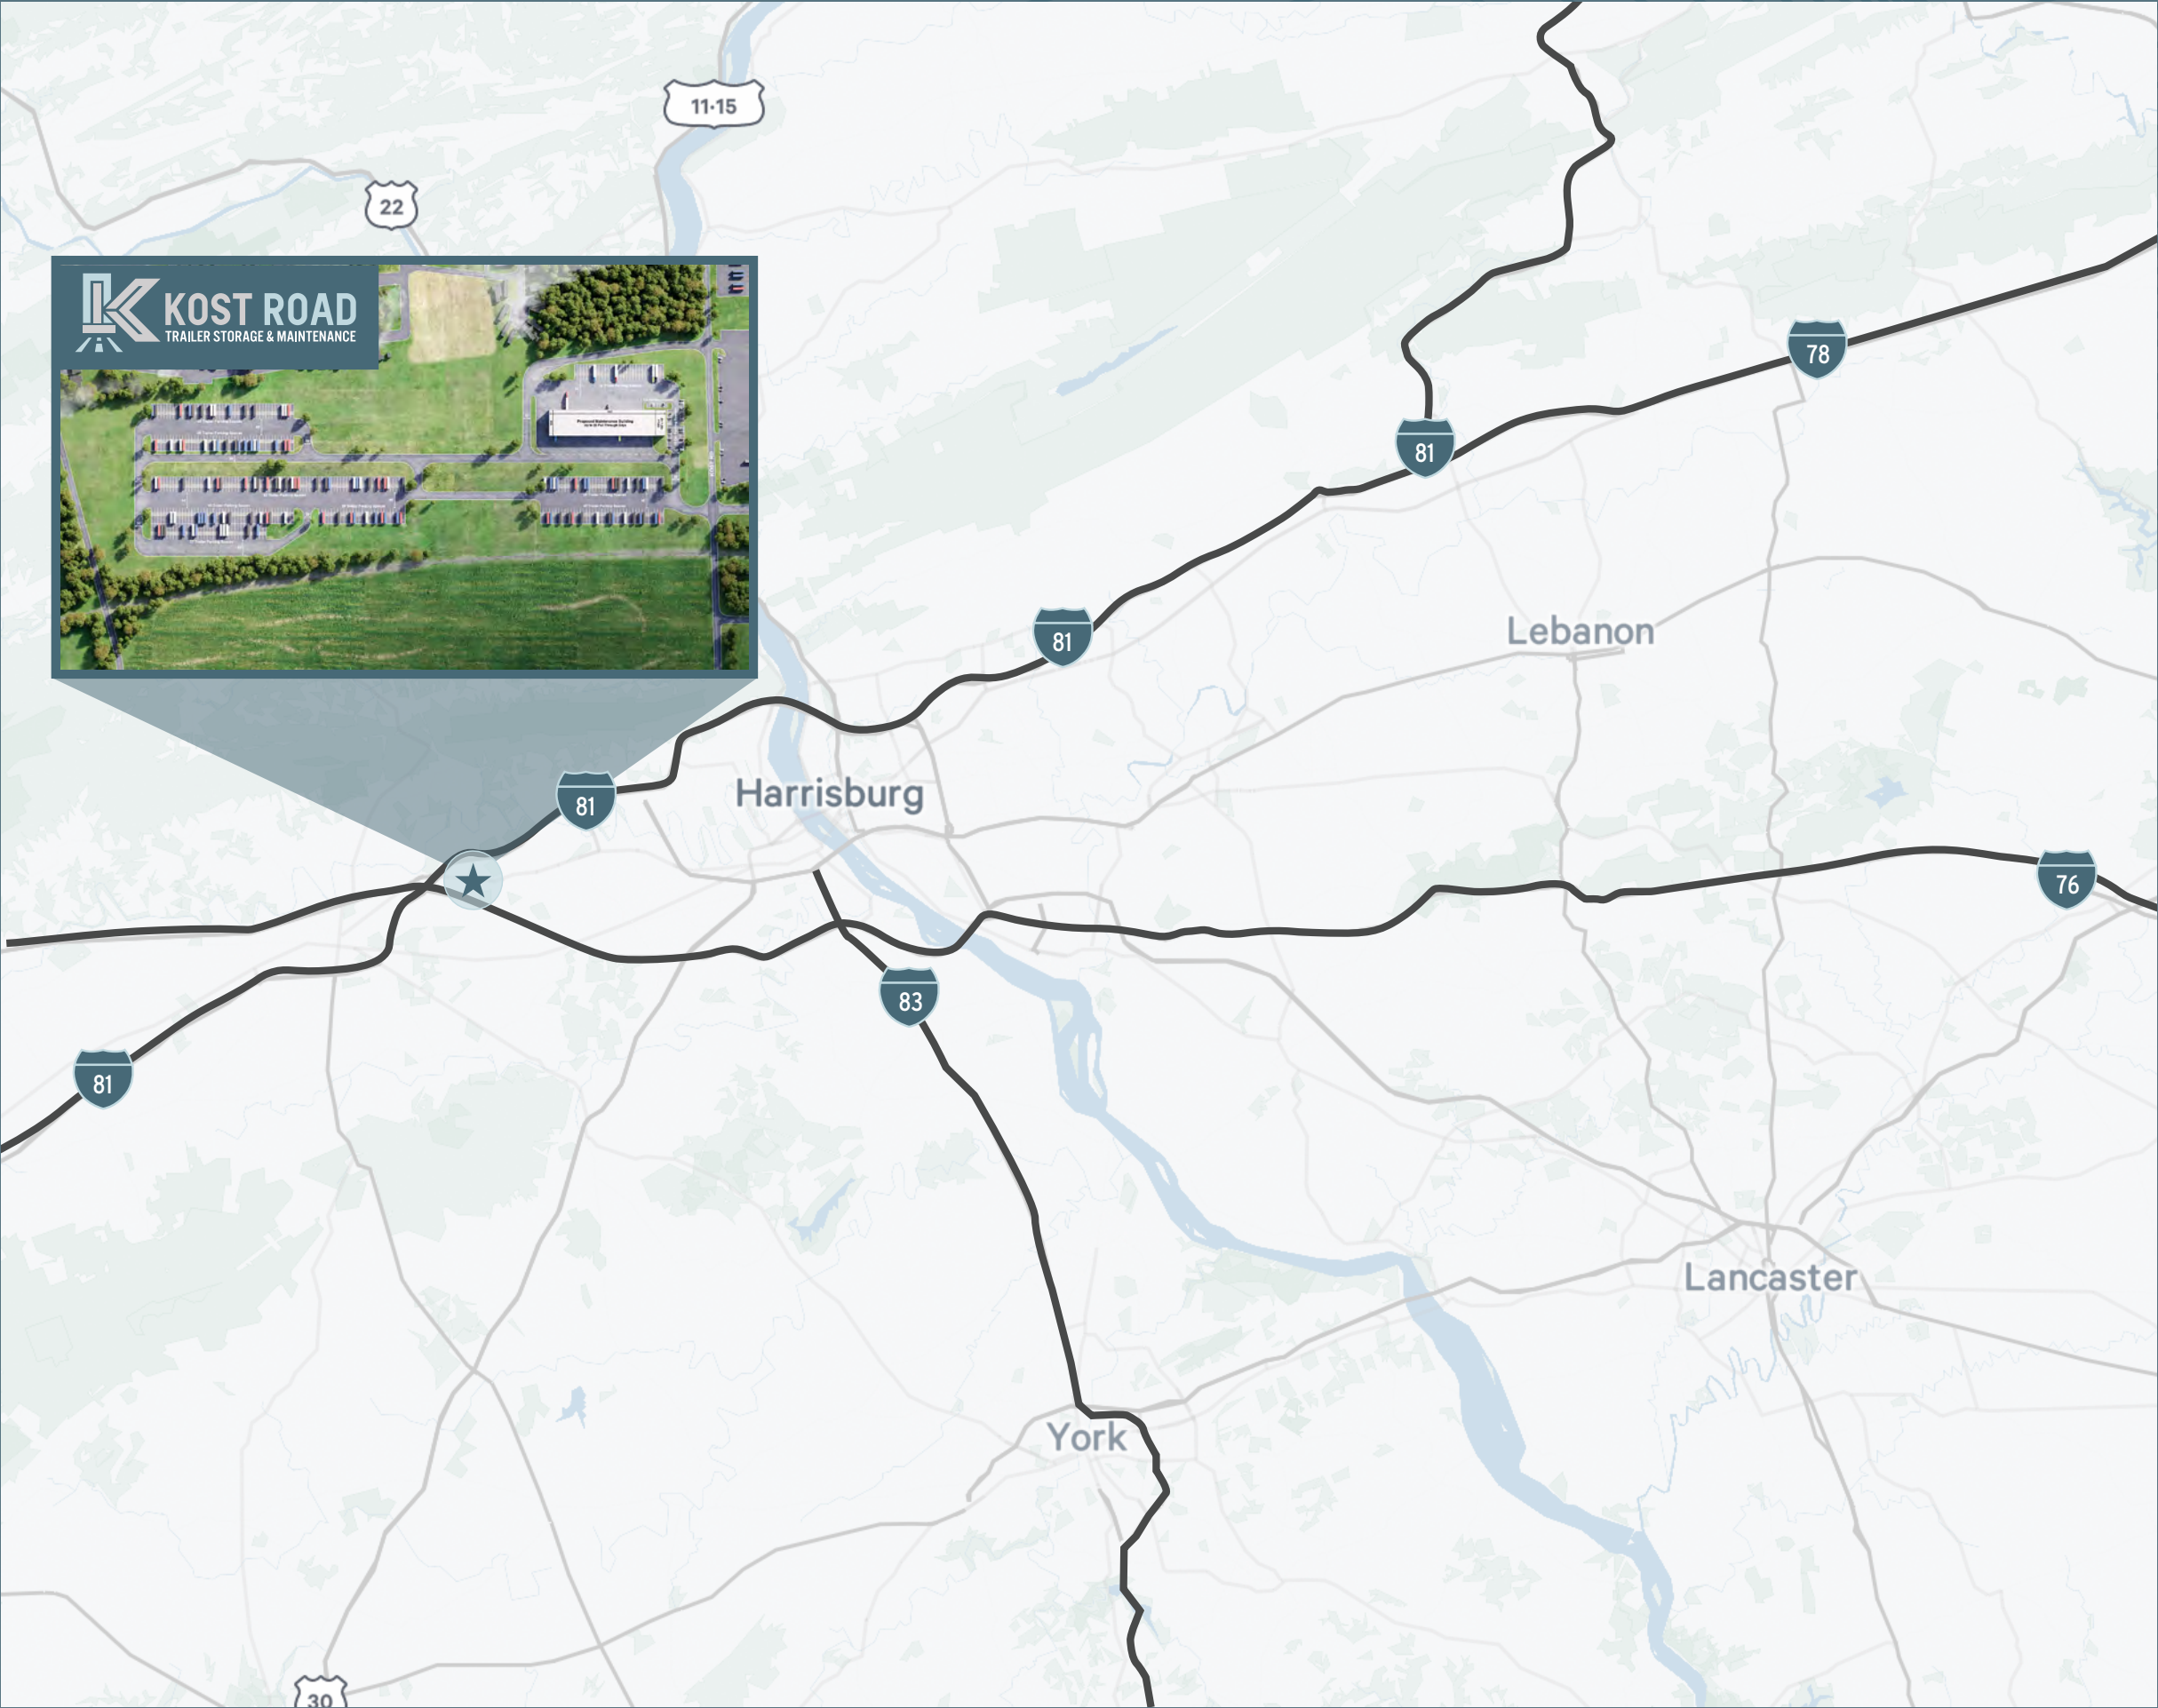 11·15
22
KOST ROAD
TRAILER STORAGE & MAINTENANCE
78
81
81
Lebanon
81
Harrisburg
76
83
81
Lancaster
York
30